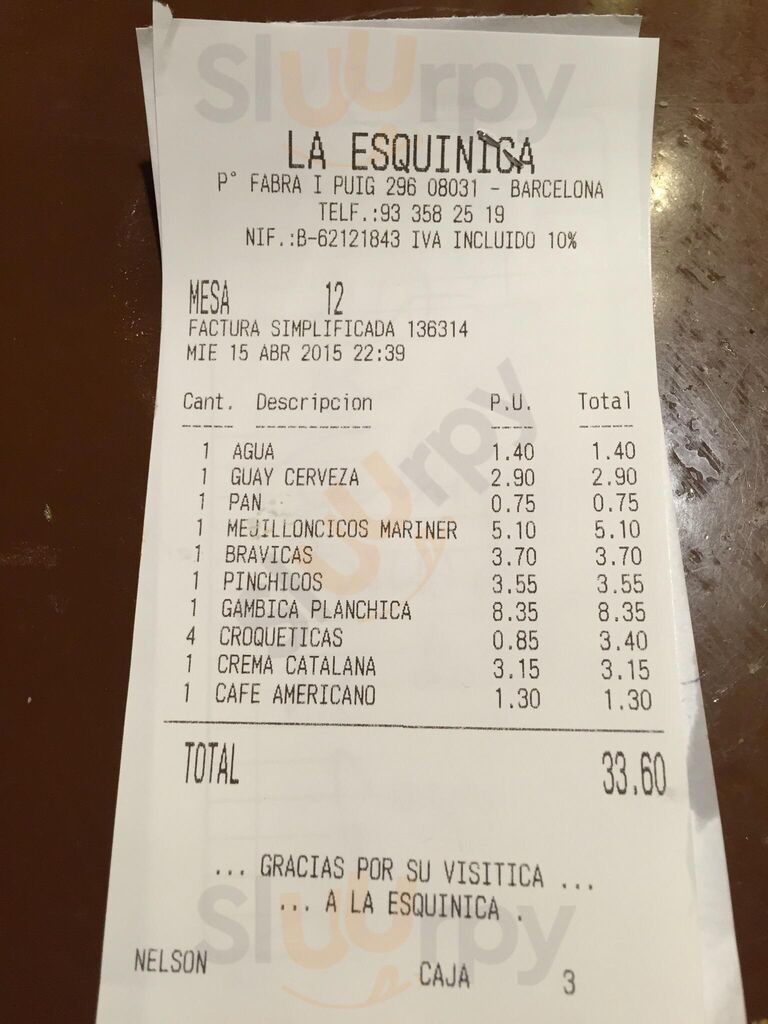 Sluurpy
LA ESQUINICA
Pº FABRA I PUIG 296 08031 - BARCELONA
TELF.:93 358 25 19
NIF.:B-62121843 IVA INCLUIDO 10%
MESA 12
FACTURA SIMPLIFICADA 136314
MIE 15 ABR 2015 22:39
Cant. Descripcion P.U. Total
1 AGUA 1.40 1.40
1 GUAY CERVEZA 2.90 2.90
1 PAN 0.75 0.75
1 MEJILLONCICOS MARINER 5.10 5.10
1 BRAVICAS 3.70 3.70
1 PINCHICOS 3.55 3.55
1 GAMBICA PLANCHICA 8.35 8.35
4 CROQUETICAS 0.85 3.40
1 CREMA CATALANA 3.15 3.15
1 CAFE AMERICANO 1.30 1.30
Sluurpy
TOTAL 33.60
... GRACIAS POR SU VISITICA ...
... A LA ESQUINICA .
Sluurpy
NELSON CAJA 3